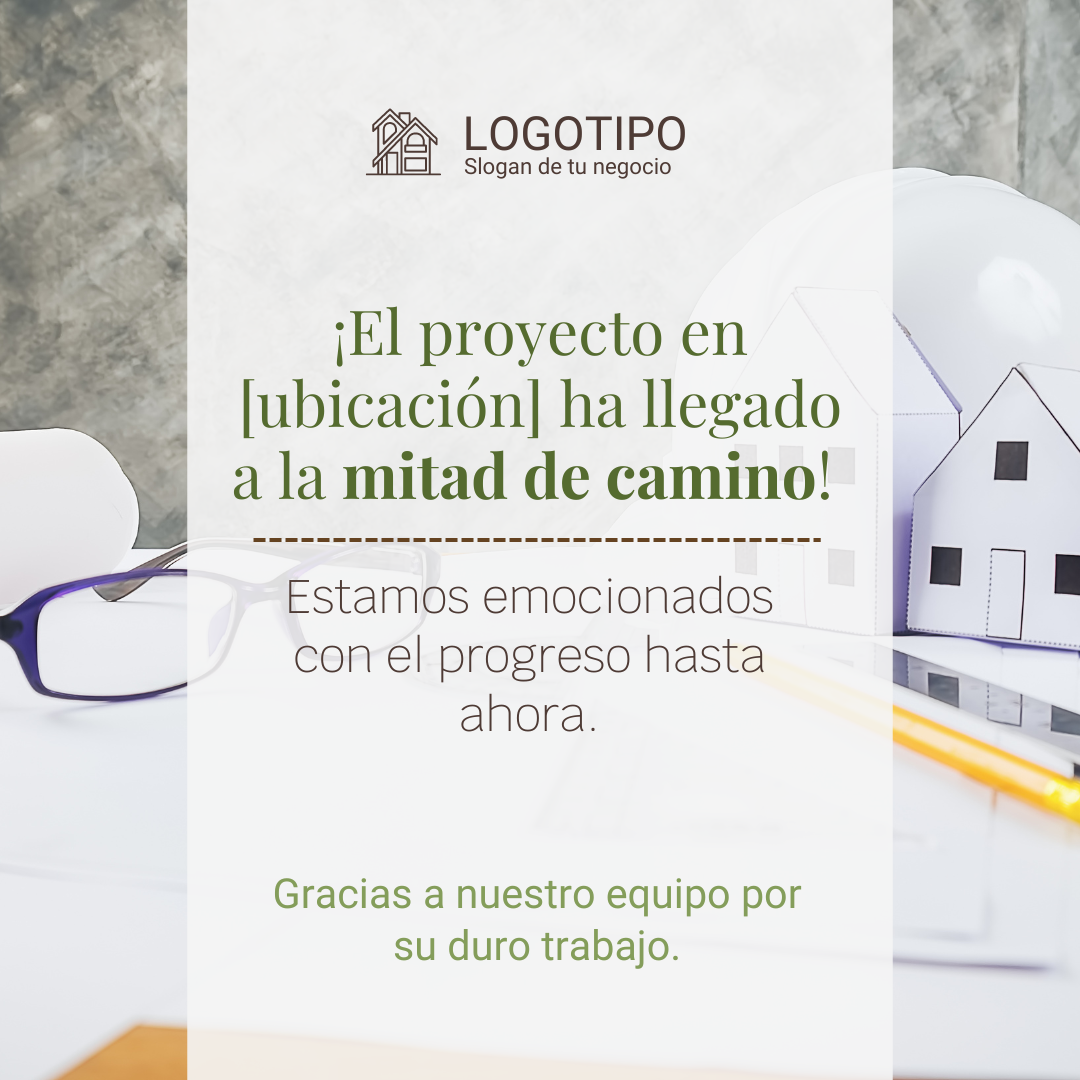 LOGOTIPO
Slogan de tu negocio
¡El proyecto en
[ubicación] ha llegado
a la mitad de camino!
Estamos emocionados
con el progreso hasta
ahora.
Gracias a nuestro equipo por
su duro trabajo.